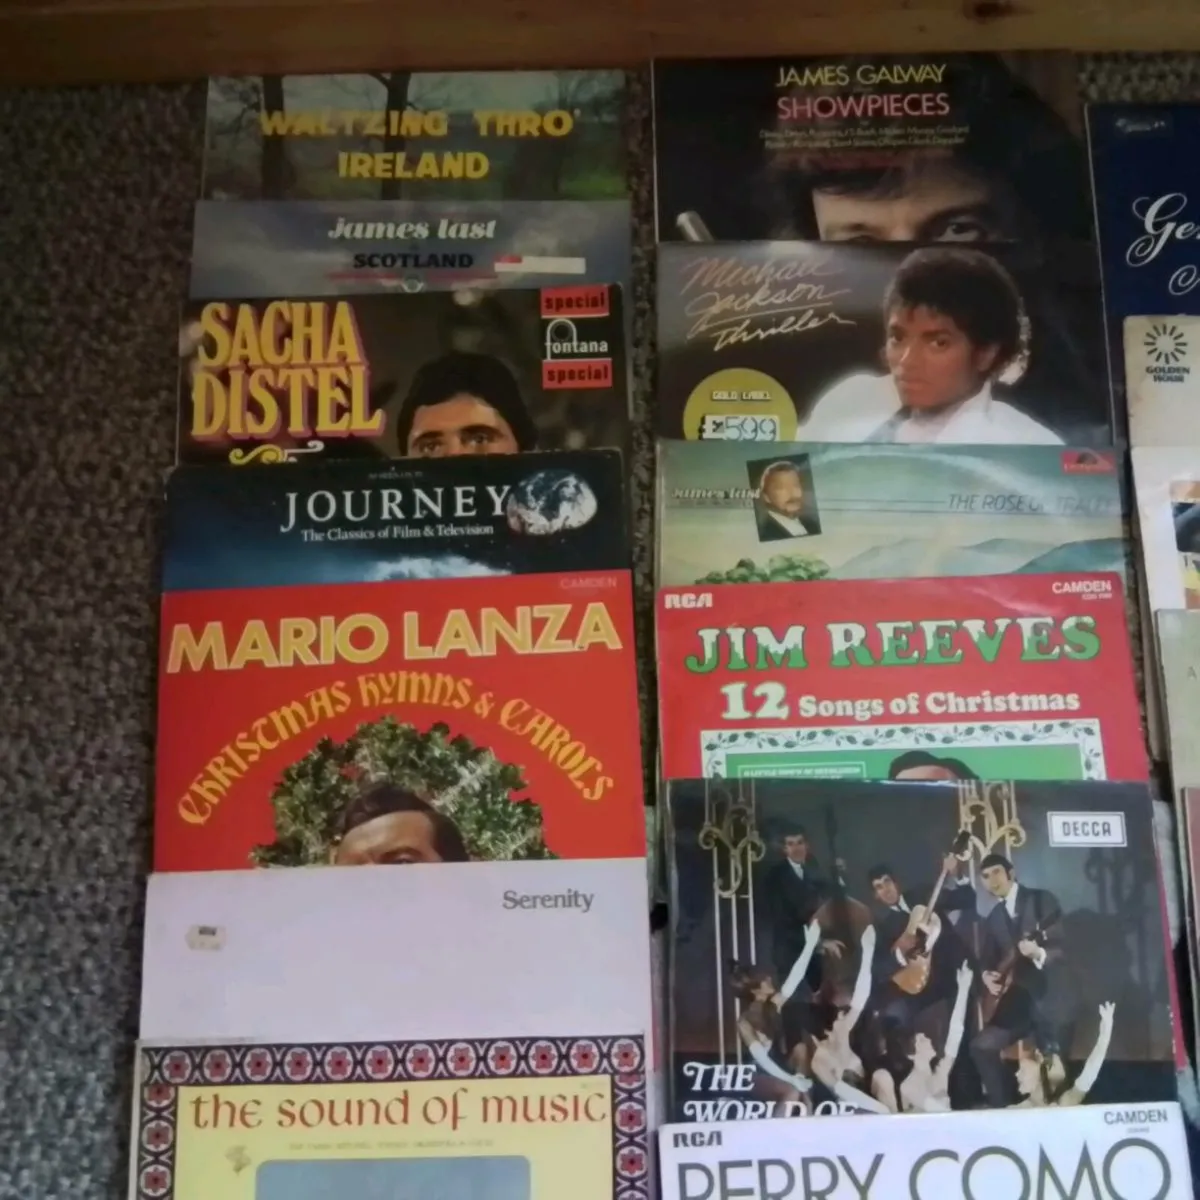 WALTZING THRO'
IRELAND
james last
SCOTLAND
SACHA
DISTEL
special
fontana
special
JOURNEY
The Classics of Film & Television
CAMDEN
MARIO LANZA
CHRISTMAS HYMNS & CAROLS
Serenity
the sound of music
JAMES GALWAY
SHOWPIECES
Michael
Jackson
Thriller
GOLD LABEL
599
james last
THE ROSE OF TRALEE
RCA
CAMDEN
JIM REEVES
12 Songs of Christmas
DECCA
THE
WORLD OF
RCA
CAMDEN
PERRY COMO
GOLDEN
HOUR